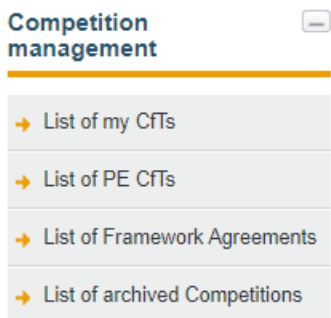 Competition
management
List of my CfTs
List of PE CfTs
List of Framework Agreements
List of archived Competitions